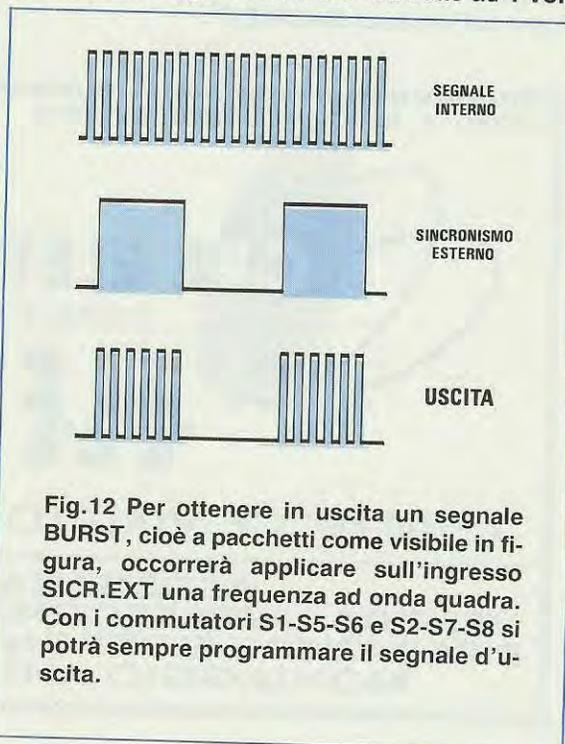 SEGNALE
INTERNO
SINCRONISMO
ESTERNO
USCITA
Fig.12 Per ottenere in uscita un segnale
BURST, cioè a pacchetti come visibile in fi-
gura, occorrerà applicare sull'ingresso
SICR.EXT una frequenza ad onda quadra.
Con i commutatori S1-S5-S6 e S2-S7-S8 si
potrà sempre programmare il segnale d'u-
scita.